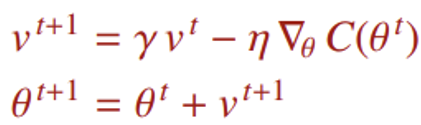 v^{t+1} = γ v^t − η ∇_θ C(θ^t)
θ^{t+1} = θ^t + v^{t+1}